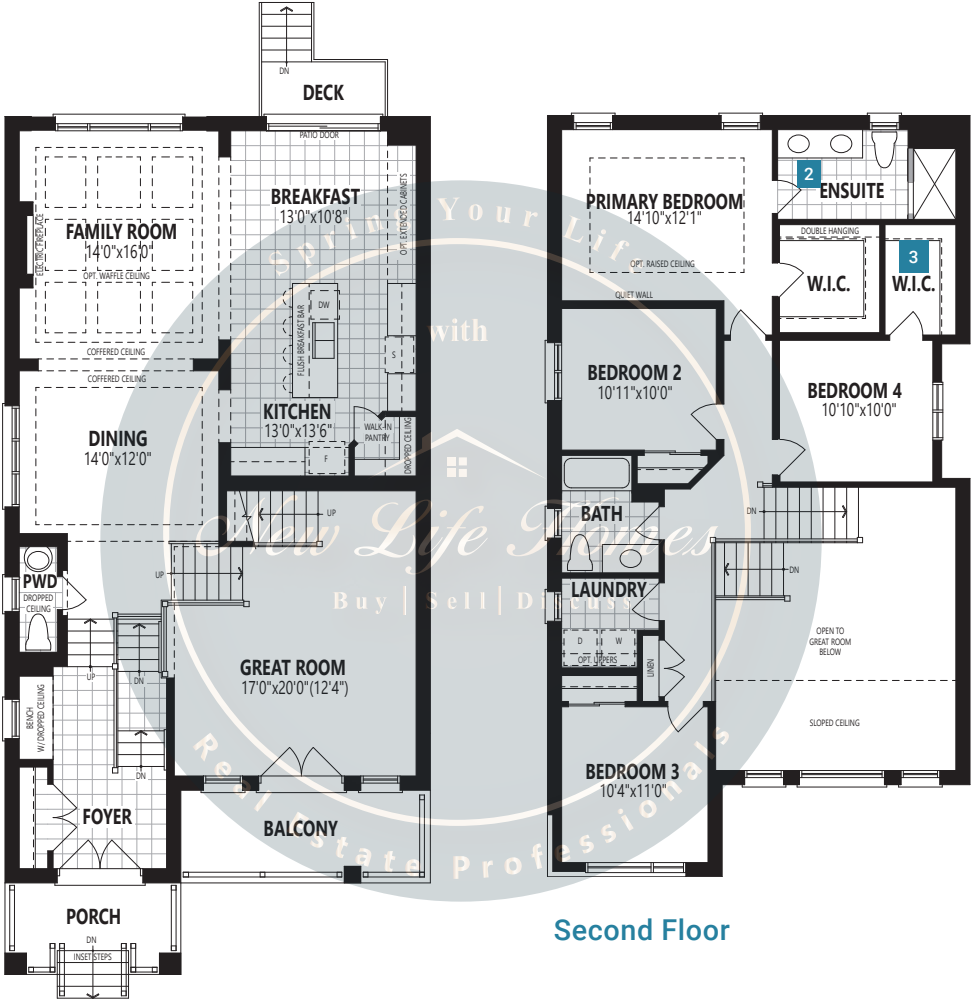 DN
DECK
PATIO DOOR
BREAKFAST
13'0"x10'8"
OPT. EXTENDED CABINETS
FAMILY ROOM
14'0"x16'0"
OPT. WAFFLE CEILING
ELECTRIC FIREPLACE
COFFERED CEILING
COFFERED CEILING
DW
FLUSH BREAKFAST BAR
S
KITCHEN
13'0"x13'6"
WALK-IN
PANTRY
DROPPED CEILING
F
DINING
14'0"x12'0"
UP
UP
PWD
DROPPED
CEILING
UP
DN
DN
GREAT ROOM
17'0"x20'0"(12'4")
BENCH
W/ DROPPED CEILING
FOYER
BALCONY
PORCH
DN
INSET STEPS
PRIMARY BEDROOM
14'10"x12'1"
OPT. RAISED CEILING
QUIET WALL
2
ENSUITE
DOUBLE HANGING
W.I.C.
3
W.I.C.
BEDROOM 2
10'11"x10'0"
BEDROOM 4
10'10"x10'0"
BATH
DN
DN
LAUNDRY
D
W
OPT. UPPERS
LINEN
OPEN TO
GREAT ROOM
BELOW
SLOPED CEILING
BEDROOM 3
10'4"x11'0"
Second Floor
Spring Your Life
with
New Life Homes
Buy | Sell | Discuss
Real Estate Professionals